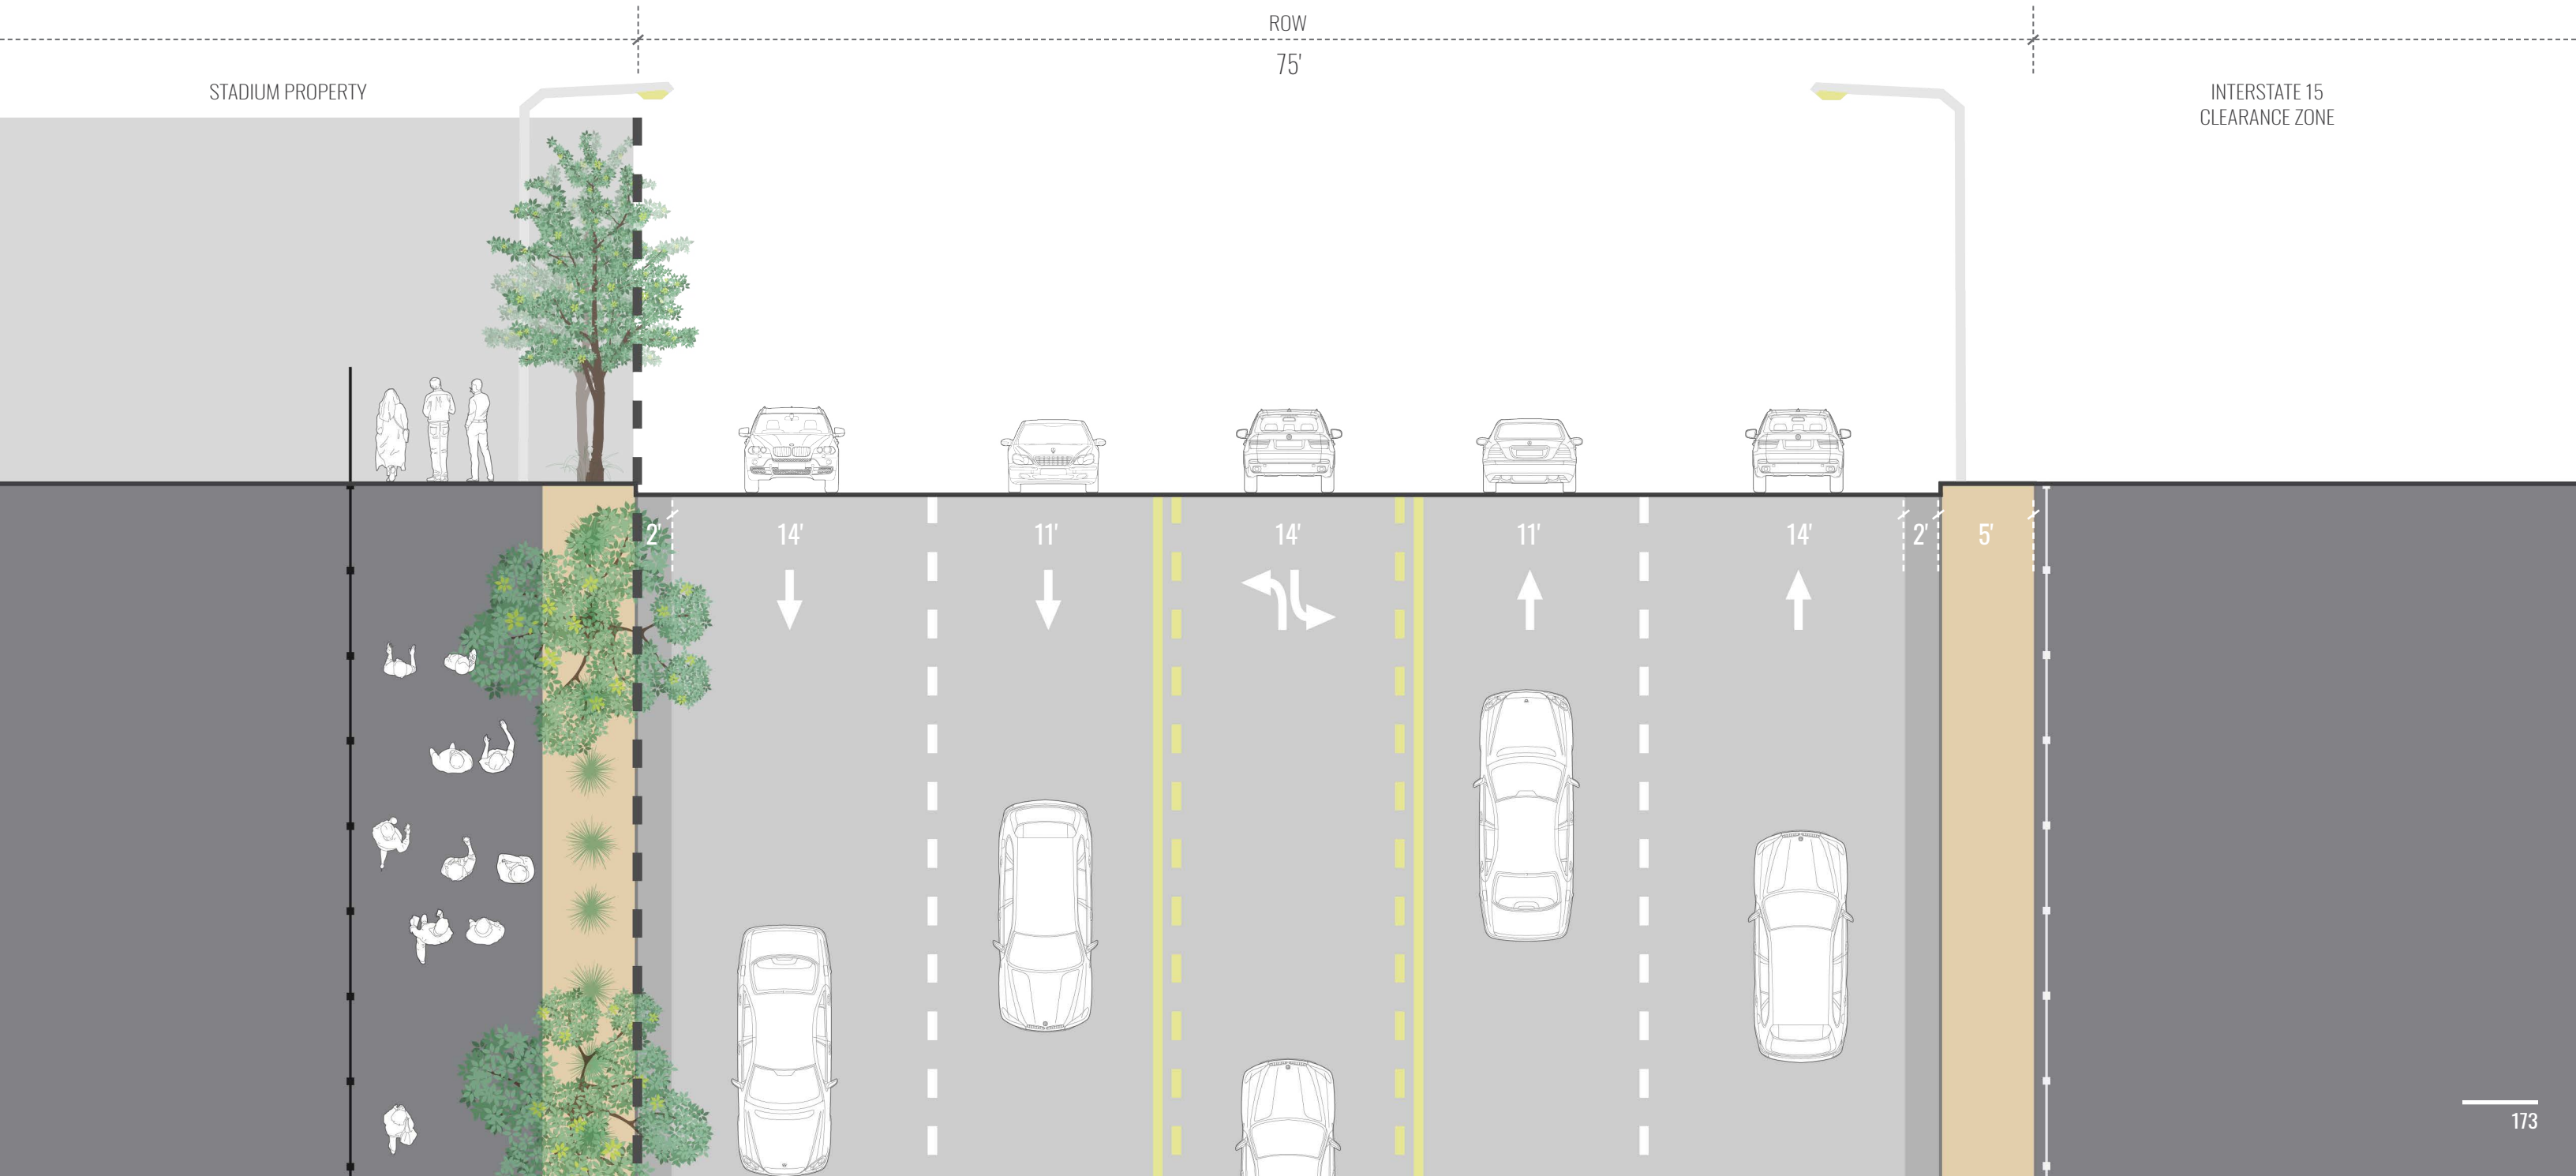 ROW
75'
STADIUM PROPERTY
INTERSTATE 15
CLEARANCE ZONE
2' 14' 11' 14' 11' 14' 2' 5'
173